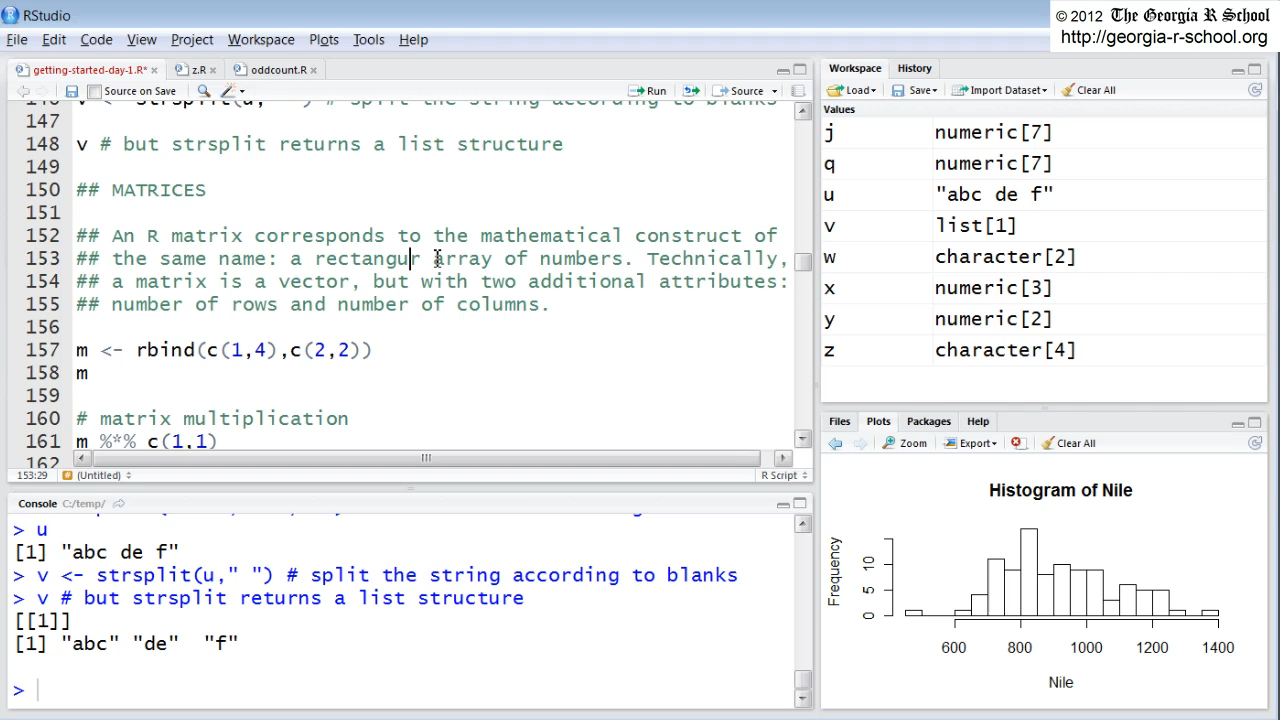 RStudio
© 2012 The Georgia R School
http://georgia-r-school.org
File Edit Code View Project Workspace Plots Tools Help
getting-started-day-1.R* × z.R × oddcount.R ×
Source on Save Run Source
147
148 v # but strsplit returns a list structure
149
150 ## MATRICES
151
152 ## An R matrix corresponds to the mathematical construct of
153 ## the same name: a rectangur array of numbers. Technically,
154 ## a matrix is a vector, but with two additional attributes:
155 ## number of rows and number of columns.
156
157 m <- rbind(c(1,4),c(2,2))
158 m
159
160 # matrix multiplication
161 m %*% c(1,1)
162
153:29 (Untitled) R Script
Console C:/temp/
> u
[1] "abc de f"
> v <- strsplit(u," ") # split the string according to blanks
> v # but strsplit returns a list structure
[[1]]
[1] "abc" "de"  "f"
>
Workspace History
Load Save Import Dataset Clear All
Values
j numeric[7]
q numeric[7]
u "abc de f"
v list[1]
w character[2]
x numeric[3]
y numeric[2]
z character[4]
Files Plots Packages Help
Zoom Export Clear All
Histogram of Nile
Frequency
0 5 10
600 800 1000 1200 1400
Nile